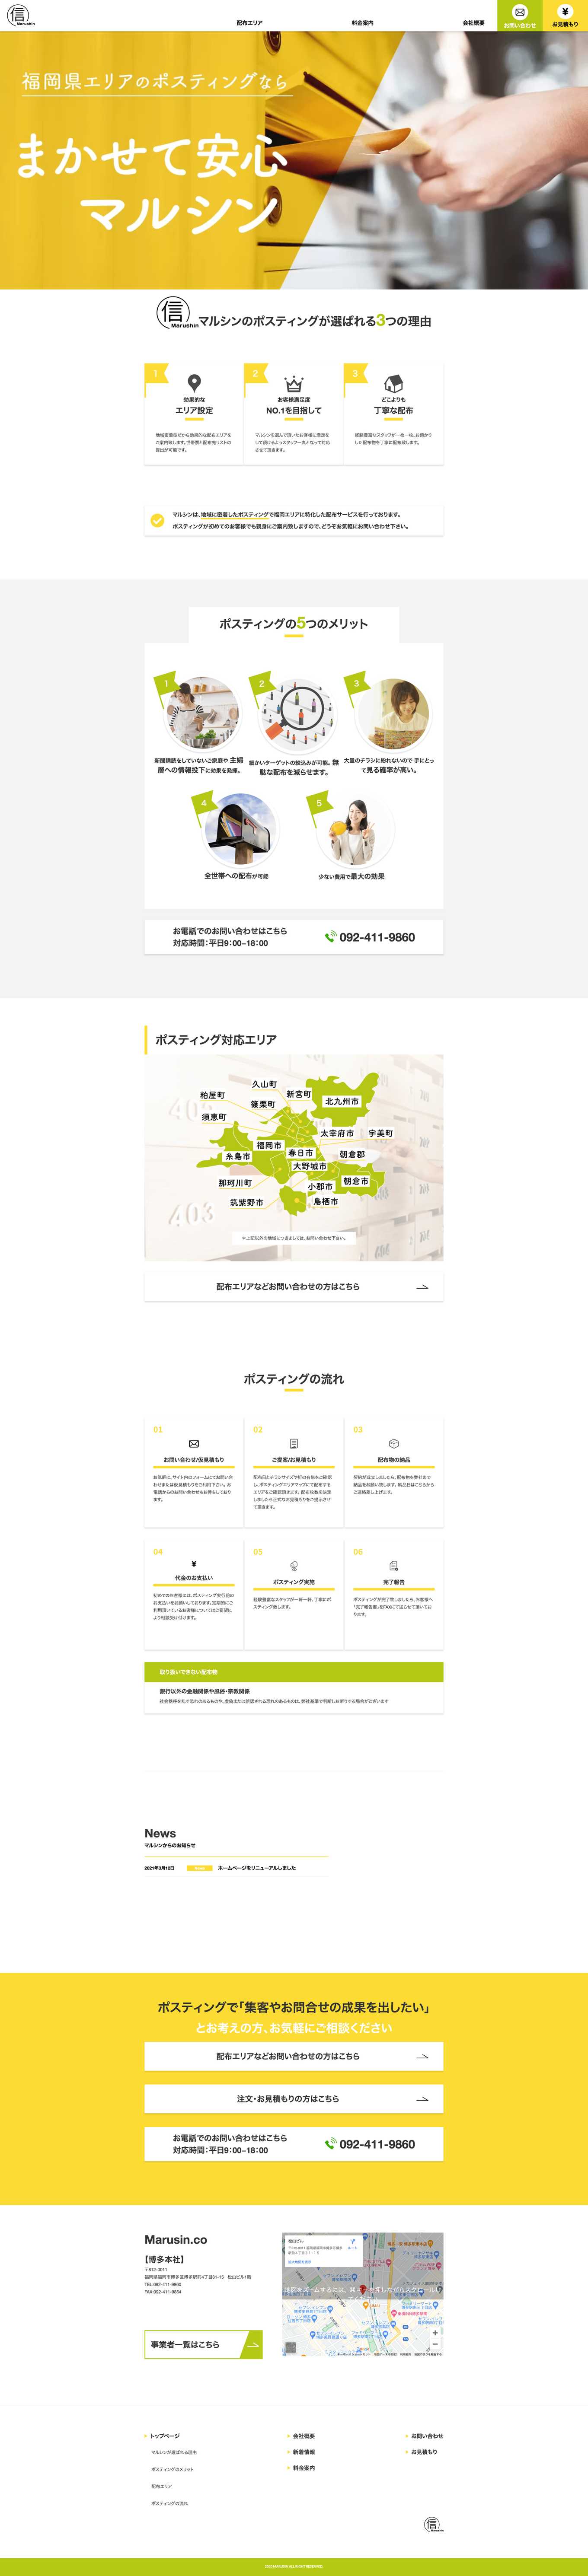 信
Marushin
配布エリア
料金案内
会社概要
お問い合わせ
お見積もり
福岡県エリアのポスティングなら
まかせて安心
マルシン
信
Marushin
マルシンのポスティングが選ばれる3つの理由
1
効果的な
エリア設定
地域密着型だから効果的な配布エリアを
ご案内致します。世帯票と配布先リストの
提出が可能です。
2
お客様満足度
NO.1を目指して
マルシンを選んで頂いたお客様に満足を
して頂けるようスタッフ一丸となって対応
させて頂きます。
3
どこよりも
丁寧な配布
経験豊富なスタッフが一枚一枚、お預かり
した配布物を丁寧に配布致します。
マルシンは、地域に密着したポスティングで福岡エリアに特化した配布サービスを行っております。
ポスティングが初めてのお客様でも親身にご案内致しますので、どうぞお気軽にお問い合わせ下さい。
ポスティングの5つのメリット
1
新聞購読をしていないご家庭や 主婦
層への情報投下に効果を発揮。
2
細かいターゲットの絞込みが可能。 無
駄な配布を減らせます。
3
大量のチラシに紛れないので 手にとっ
て見る確率が高い。
4
全世帯への配布が可能
5
少ない費用で最大の効果
お電話でのお問い合わせはこちら
対応時間：平日9：00−18：00
092-411-9860
ポスティング対応エリア
久山町
粕屋町
新宮町
篠栗町
北九州市
須恵町
太宰府市
宇美町
福岡市
春日市
朝倉郡
糸島市
大野城市
那珂川町
小郡市
朝倉市
筑紫野市
鳥栖市
403
※上記以外の地域につきましては、お問い合わせ下さい。
配布エリアなどお問い合わせの方はこちら
ポスティングの流れ
01
お問い合わせ/仮見積もり
お気軽に、サイト内のフォームにてお問い合
わせまたは仮見積もりをご利用下さい。お
電話からのお問い合わせもお待ちしており
ます。
02
ご提案/お見積もり
配布日とチラシサイズや折の有無をご確認
し、ポスティングエリアマップにて配布する
エリアをご確認頂きます。配布枚数を決定
しましたら正式なお見積もりをご提示させ
て頂きます。
03
配布物の納品
契約が成立しましたら、配布物を弊社まで
納品をお願い致します。納品日はこちらから
ご連絡差し上げます。
04
代金のお支払い
初めてのお客様には、ポスティング実行前の
お支払いをお願いしております。定期的にご
利用頂いているお客様についてはご要望に
より相談受け付けます。
05
ポスティング実施
経験豊富なスタッフが一軒一軒、丁寧にポ
スティング致します。
06
完了報告
ポスティングが完了致しましたら、お客様へ
「完了報告書」をFAXにて送らせて頂いてお
ります。
取り扱いできない配布物
銀行以外の金融関係や風俗・宗教関係
社会秩序を乱す恐れのあるものや、虚偽または誤認される恐れのあるものは、弊社基準で判断しお断りする場合がございます
News
マルシンからのお知らせ
2021年3月12日
ホームページをリニューアルしました
ポスティングで「集客やお問合せの成果を出したい」
とお考えの方、お気軽にご相談ください
配布エリアなどお問い合わせの方はこちら
注文・お見積もりの方はこちら
お電話でのお問い合わせはこちら
対応時間：平日9：00−18：00
092-411-9860
Marusin.co
【博多本社】
〒812-0011
福岡県福岡市博多区博多駅前4丁目31-15 松山ビル1階
TEL:092-411-9860
FAX:092-411-9864
事業者一覧はこちら
松山ビル
トップページ
マルシンが選ばれる理由
ポスティングのメリット
配布エリア
ポスティングの流れ
会社概要
新着情報
料金案内
お問い合わせ
お見積もり
信
Marushin